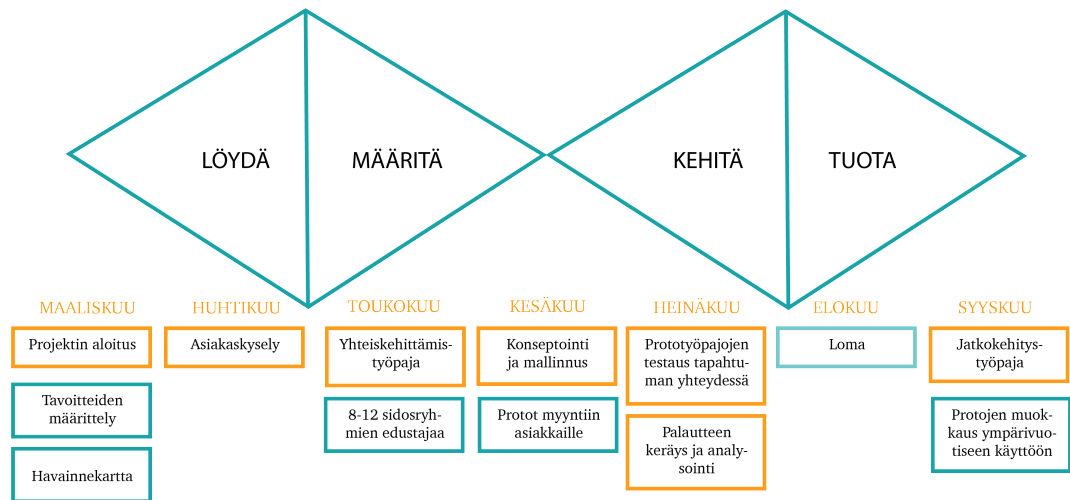 LÖYDÄ
MÄÄRITÄ
KEHITÄ
TUOTA
MAALISKUU
Projektin aloitus
Tavoitteiden
määrittely
Havainnekartta
HUHTIKUU
Asiakaskysely
TOUKOKUU
Yhteiskehittämis-
työpaja
8-12 sidosryh-
mien edustajaa
KESÄKUU
Konseptointi
ja mallinnus
Protot myyntiin
asiakkaille
HEINÄKUU
Prototyöpajojen
testaus tapahtu-
man yhteydessä
Palautteen
keräys ja analy-
sointi
ELOKUU
Loma
SYYSKUU
Jatkokehitys-
työpaja
Protojen muok-
kaus ympärivuo-
tiseen käyttöön